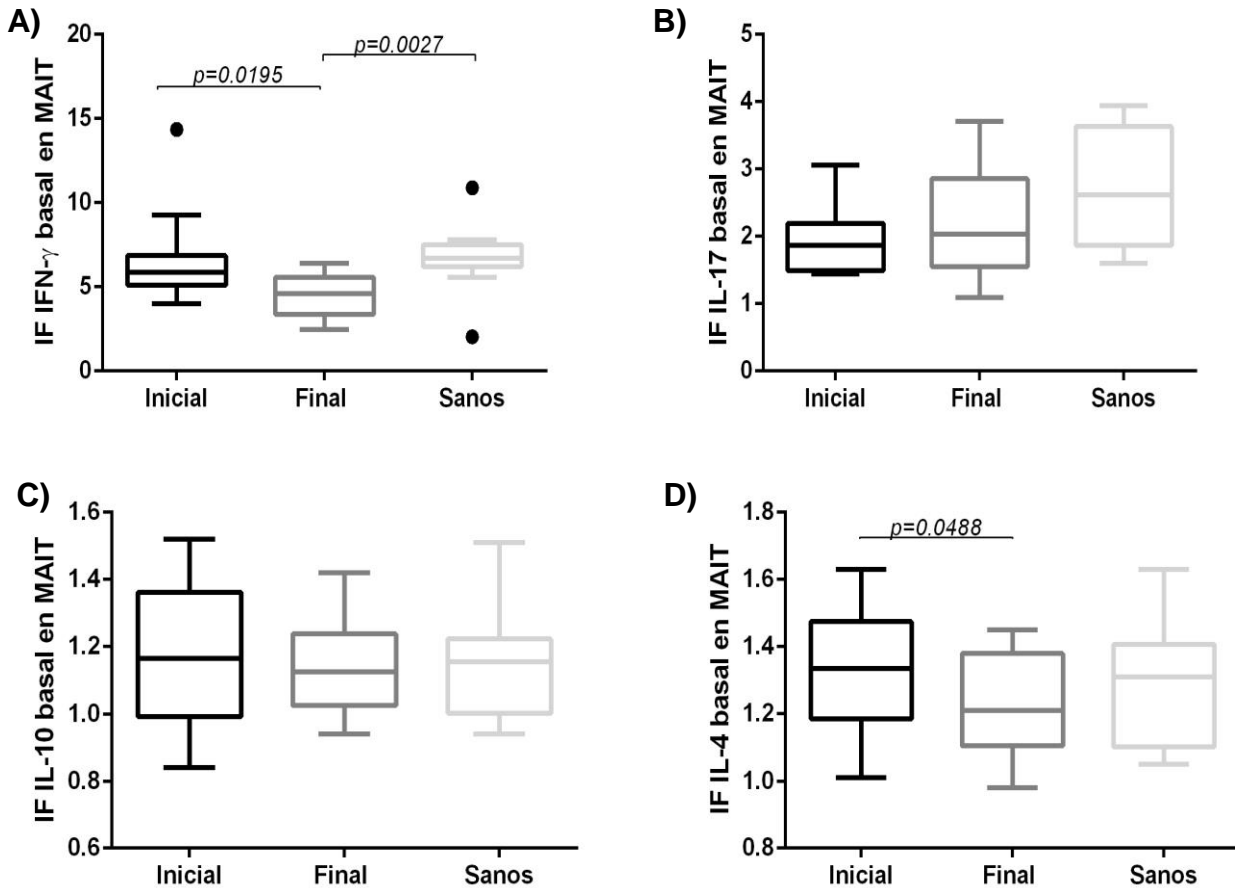 A)
IF IFN-γ basal en MAIT
20
15
10
5
0
p=0.0195
p=0.0027
Inicial
Final
Sanos
B)
IF IL-17 basal en MAIT
5
4
3
2
1
0
Inicial
Final
Sanos
C)
IF IL-10 basal en MAIT
1.6
1.4
1.2
1.0
0.8
0.6
Inicial
Final
Sanos
D)
IF IL-4 basal en MAIT
1.8
1.6
1.4
1.2
1.0
0.8
p=0.0488
Inicial
Final
Sanos